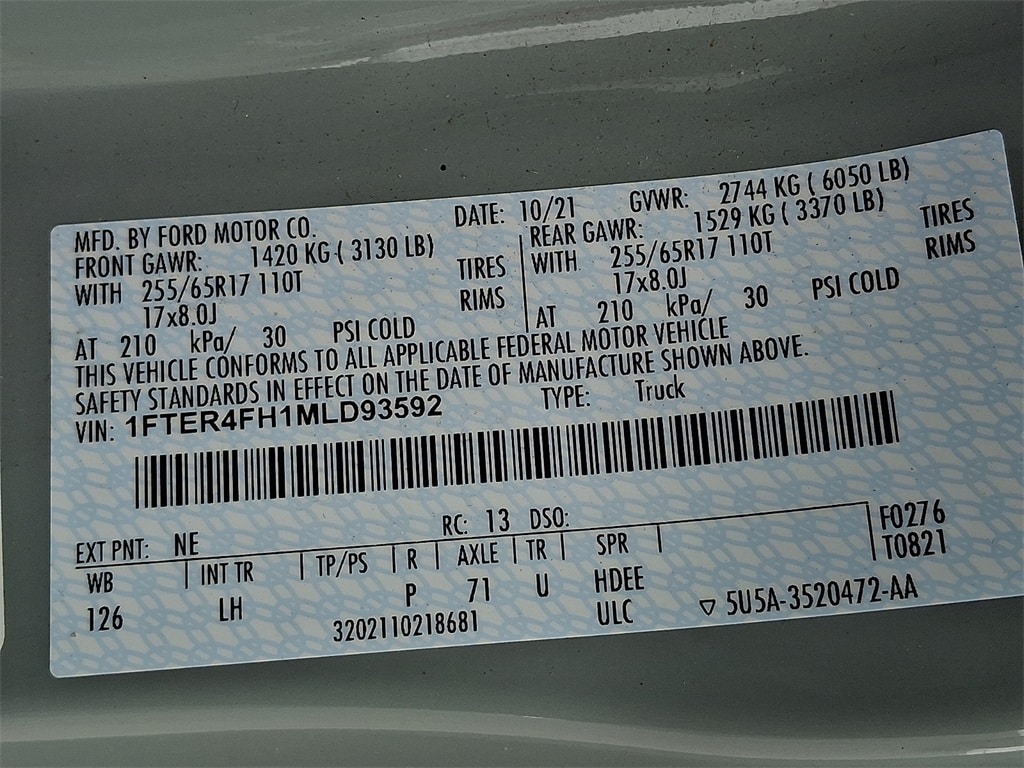 MFD. BY FORD MOTOR CO. DATE: 10/21 GVWR: 2744 KG ( 6050 LB)
FRONT GAWR: 1420 KG ( 3130 LB) REAR GAWR: 1529 KG ( 3370 LB)
WITH 255/65R17 110T TIRES WITH 255/65R17 110T TIRES
17x8.0J RIMS 17x8.0J RIMS
AT 210 kPa/ 30 PSI COLD AT 210 kPa/ 30 PSI COLD
THIS VEHICLE CONFORMS TO ALL APPLICABLE FEDERAL MOTOR VEHICLE
SAFETY STANDARDS IN EFFECT ON THE DATE OF MANUFACTURE SHOWN ABOVE.
VIN: 1FTER4FH1MLD93592 TYPE: Truck
EXT PNT: NE RC: 13 DSO: F0276
WB INT TR TP/PS R AXLE TR SPR T0821
126 LH P 71 U HDEE
3202110218681 ULC ▽ 5U5A-3520472-AA